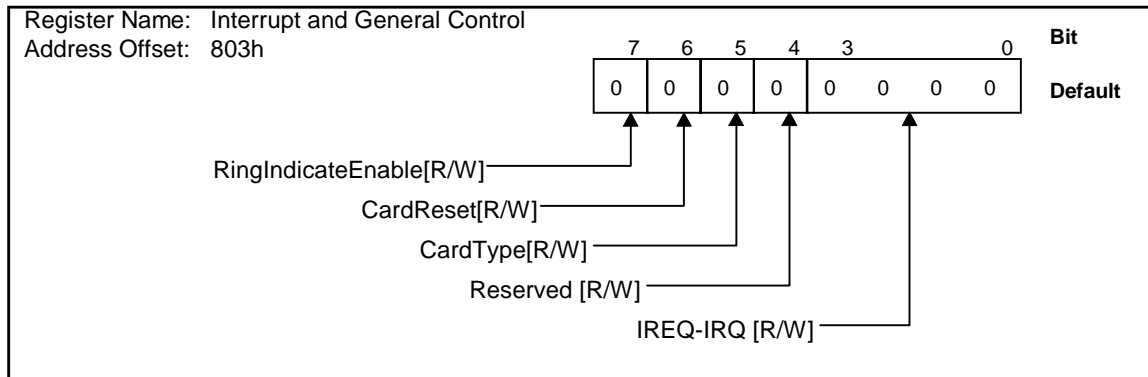 Register Name: Interrupt and General Control
Address Offset: 803h
7 6 5 4 3 0 Bit
0 0 0 0 0 0 0 0 Default
RingIndicateEnable[R/W]
CardReset[R/W]
CardType[R/W]
Reserved [R/W]
IREQ-IRQ [R/W]